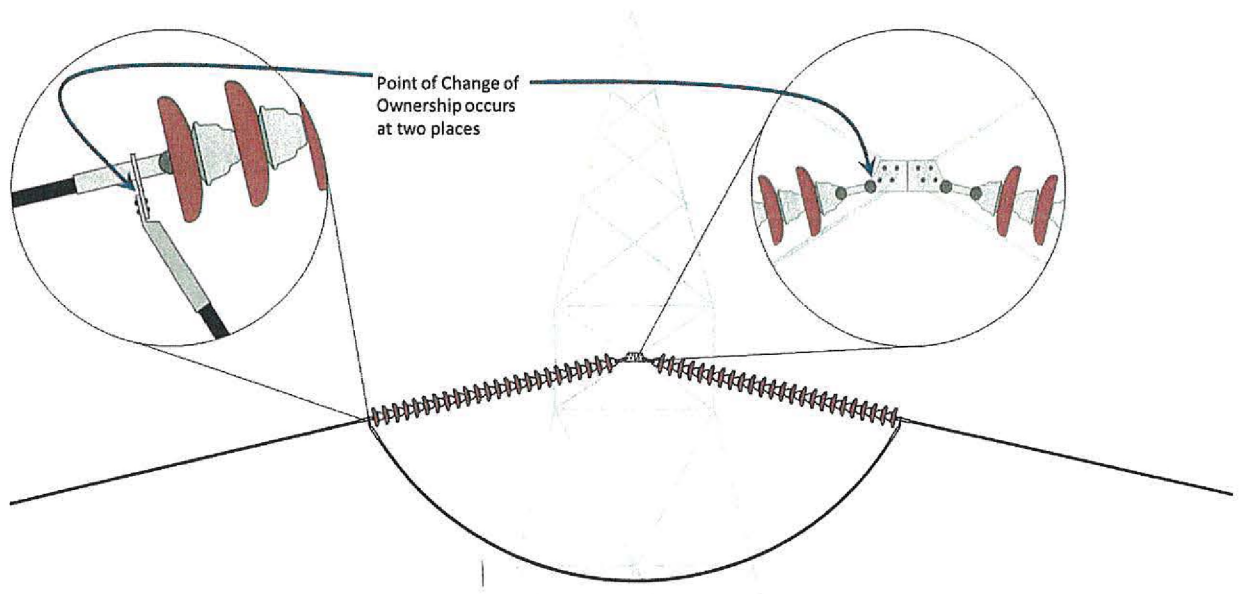 Point of Change of
Ownership occurs
at two places